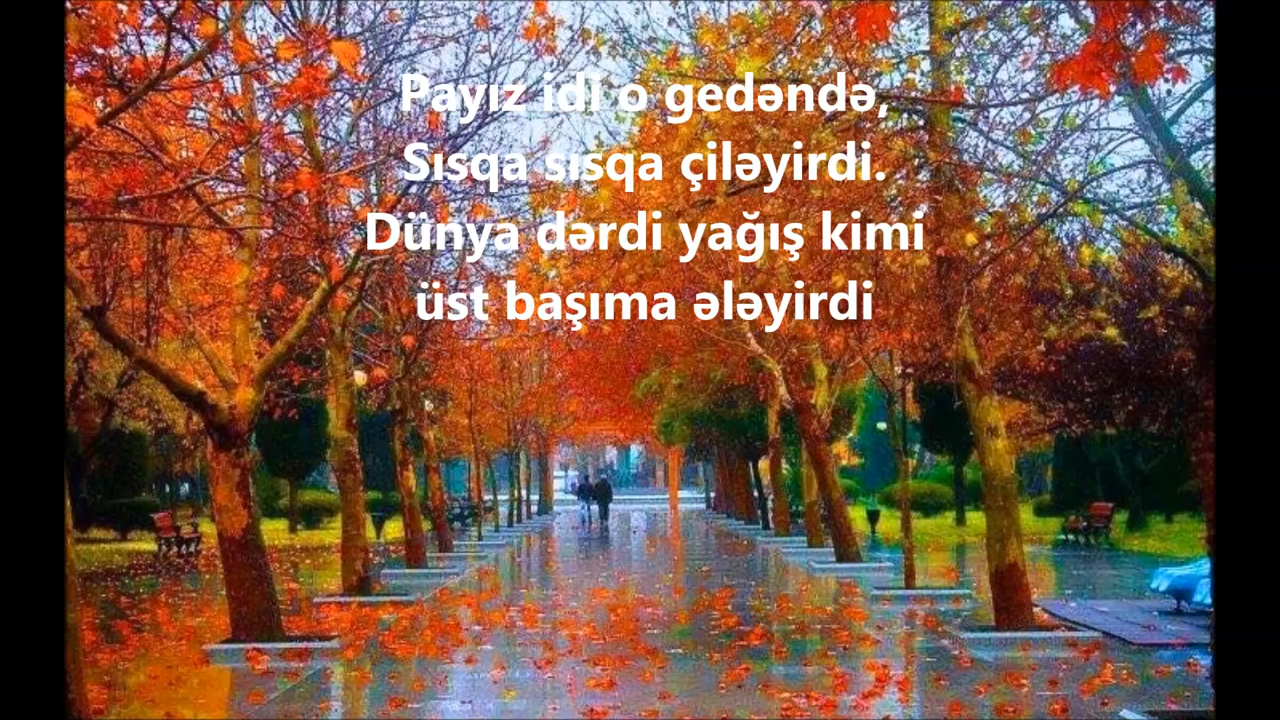 Payız idi o gedəndə,
Sısqa sısqa çiləyirdi.
Dünya dərdi yağış kimi
üst başıma ələyirdi